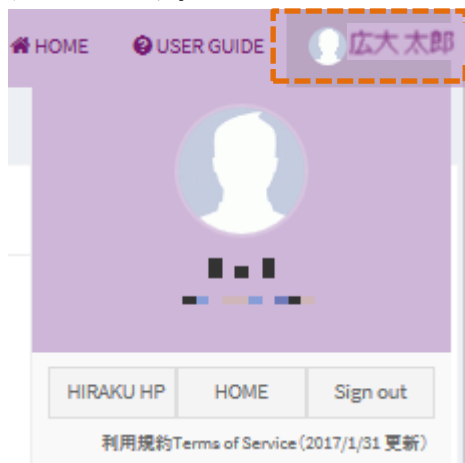 HOME USER GUIDE 広大 太郎
HIRAKU HP HOME Sign out
利用規約Terms of Service（2017/1/31 更新）